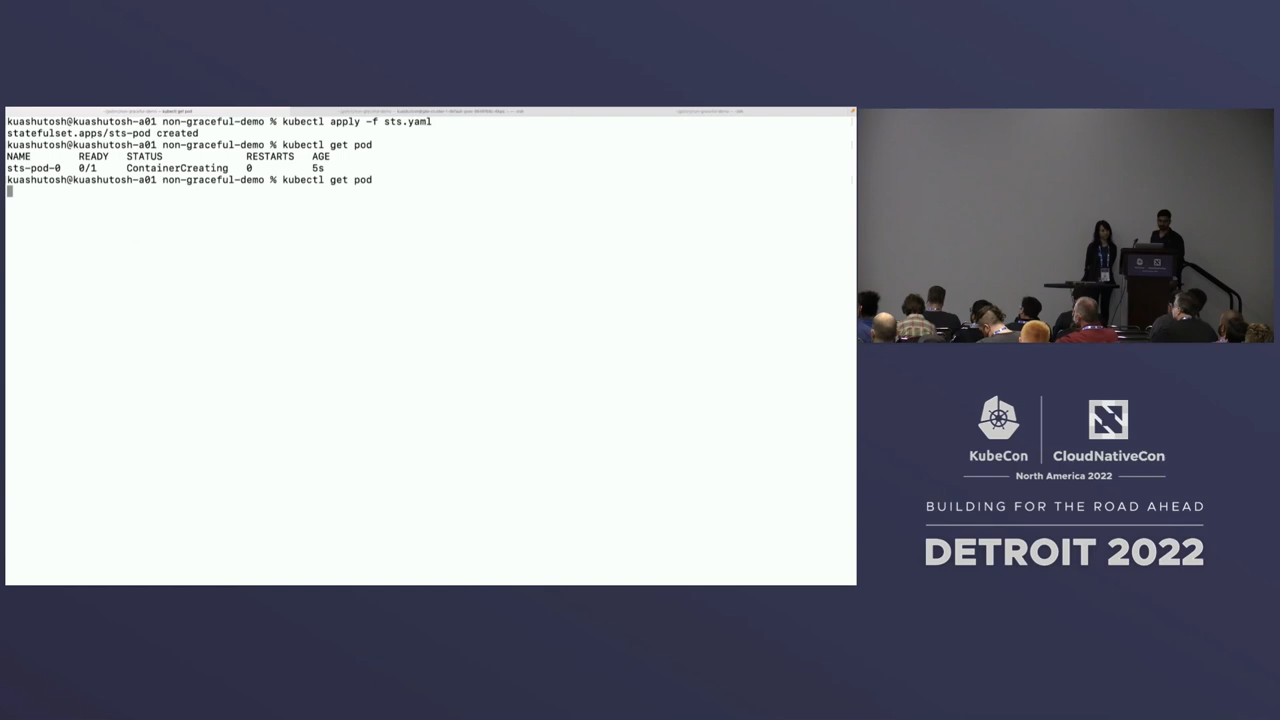 kuashutosh@kuashutosh-a01 non-graceful-demo % kubectl apply -f sts.yaml
statefulset.apps/sts-pod created
kuashutosh@kuashutosh-a01 non-graceful-demo % kubectl get pod
NAME READY STATUS RESTARTS AGE
sts-pod-0 0/1 ContainerCreating 0 5s
kuashutosh@kuashutosh-a01 non-graceful-demo % kubectl get pod
KubeCon
CloudNativeCon
North America 2022
BUILDING FOR THE ROAD AHEAD
DETROIT 2022